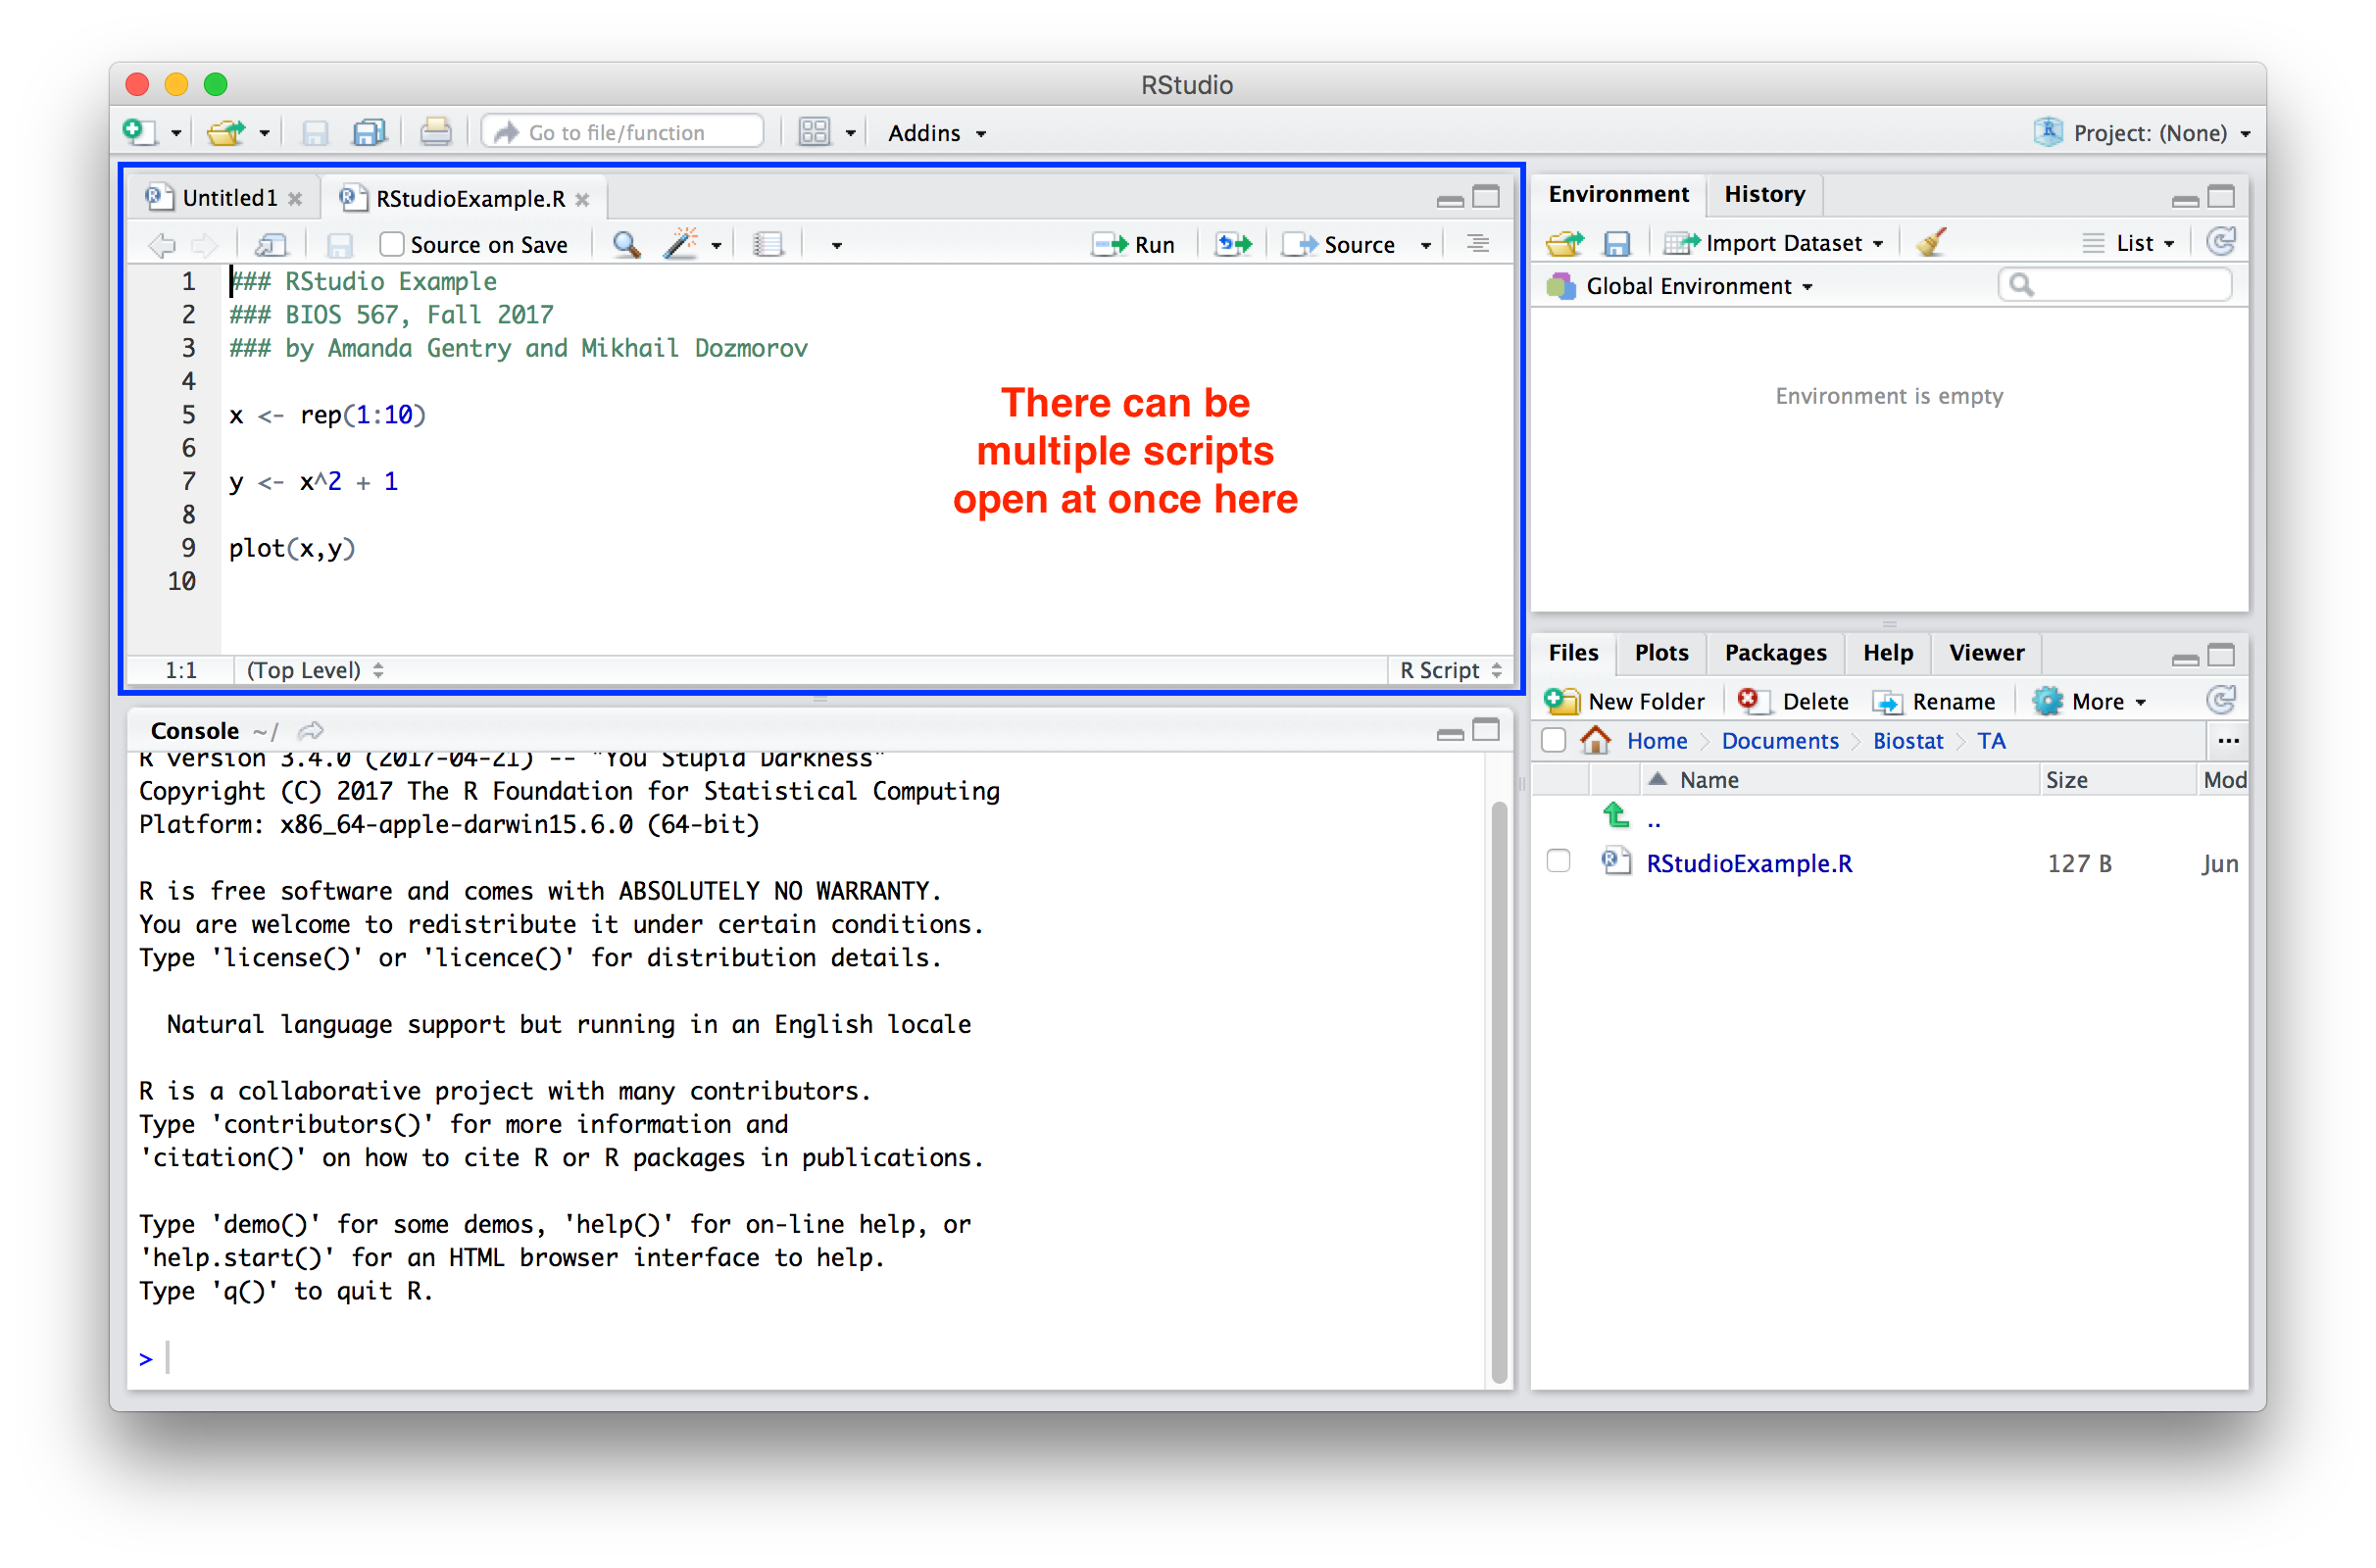 RStudio
Go to file/function
Addins
Project: (None)
Untitled1
RStudioExample.R
Source on Save
Run
Source
1 ### RStudio Example
2 ### BIOS 567, Fall 2017
3 ### by Amanda Gentry and Mikhail Dozmorov
4
5 x <- rep(1:10)
6
7 y <- x^2 + 1
8
9 plot(x,y)
10
There can be
multiple scripts
open at once here
1:1 (Top Level) R Script
Console ~/
R version 3.4.0 (2017-04-21) -- "You Stupid Darkness"
Copyright (C) 2017 The R Foundation for Statistical Computing
Platform: x86_64-apple-darwin15.6.0 (64-bit)
R is free software and comes with ABSOLUTELY NO WARRANTY.
You are welcome to redistribute it under certain conditions.
Type 'license()' or 'licence()' for distribution details.
Natural language support but running in an English locale
R is a collaborative project with many contributors.
Type 'contributors()' for more information and
'citation()' on how to cite R or R packages in publications.
Type 'demo()' for some demos, 'help()' for on-line help, or
'help.start()' for an HTML browser interface to help.
Type 'q()' to quit R.
>
Environment History
Import Dataset List
Global Environment
Environment is empty
Files Plots Packages Help Viewer
New Folder Delete Rename More
Home Documents Biostat TA ...
Name Size Mod
..
RStudioExample.R 127 B Jun